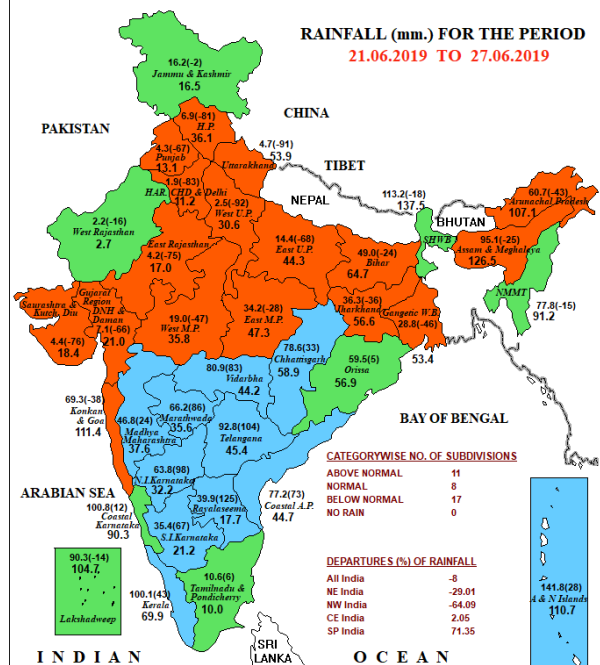 RAINFALL (mm.) FOR THE PERIOD
21.06.2019 TO 27.06.2019
16.2(-2)
Jammu & Kashmir
16.5
CHINA
PAKISTAN
6.9(-81)
H.P.
36.1
4.3(-67)
Punjab
13.1
Uttarakhand
4.7(-91)
53.9
TIBET
1.9(-83)
HAR. CHD & Delhi
11.2
2.5(-92)
West U.P.
30.6
NEPAL
113.2(-18)
137.5
60.7(-43)
Arunachal Pradesh
107.1
BHUTAN
2.2(-16)
West Rajasthan
2.7
East Rajasthan
4.2(-75)
17.0
14.4(-68)
East U.P.
44.3
49.0(-24)
Bihar
64.7
SHWB
95.1(-25)
Assam & Meghalaya
126.5
NMMT
77.8(-15)
91.2
Saurashtra &
Kutch, Diu
4.4(-76)
18.4
Gujarat
Region
DNH &
Daman
7.1(-66)
21.0
19.0(-47)
West M.P.
35.8
34.2(-28)
East M.P.
47.3
36.3(-36)
Jharkhand
56.6
Gangetic W.B.
28.8(-46)
53.4
78.6(33)
Chhattisgarh
58.9
59.5(5)
Orissa
56.9
80.9(83)
Vidarbha
44.2
69.3(-38)
Konkan
& Goa
111.4
46.8(24)
Madhya
Maharashtra
37.6
66.2(86)
Marathwada
35.6
92.8(104)
Telangana
45.4
BAY OF BENGAL
63.8(98)
N.I.Karnataka
32.2
39.9(125)
Rayalaseema
17.7
77.2(73)
Coastal A.P.
44.7
ARABIAN SEA
100.8(12)
Coastal
Karnataka
90.3
35.4(67)
S.I.Karnataka
21.2
CATEGORYWISE NO. OF SUBDIVISIONS
ABOVE NORMAL 11
NORMAL 8
BELOW NORMAL 17
NO RAIN 0
DEPARTURES (%) OF RAINFALL
All India -8
NE India -29.01
NW India -64.09
CE India 2.05
SP India 71.35
90.3(-14)
104.7
Lakshadweep
100.1(43)
Kerala
69.9
10.6(6)
Tamilnadu &
Pondicherry
10.0
141.8(28)
A & N Islands
110.7
SRI
LANKA
INDIAN OCEAN